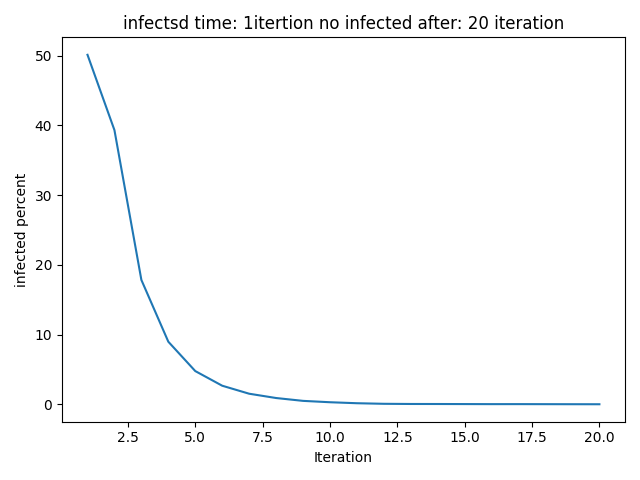 infectsd time: 1itertion no infected after: 20 iteration
50
40
30
20
10
0
infected percent
2.5 5.0 7.5 10.0 12.5 15.0 17.5 20.0
Iteration